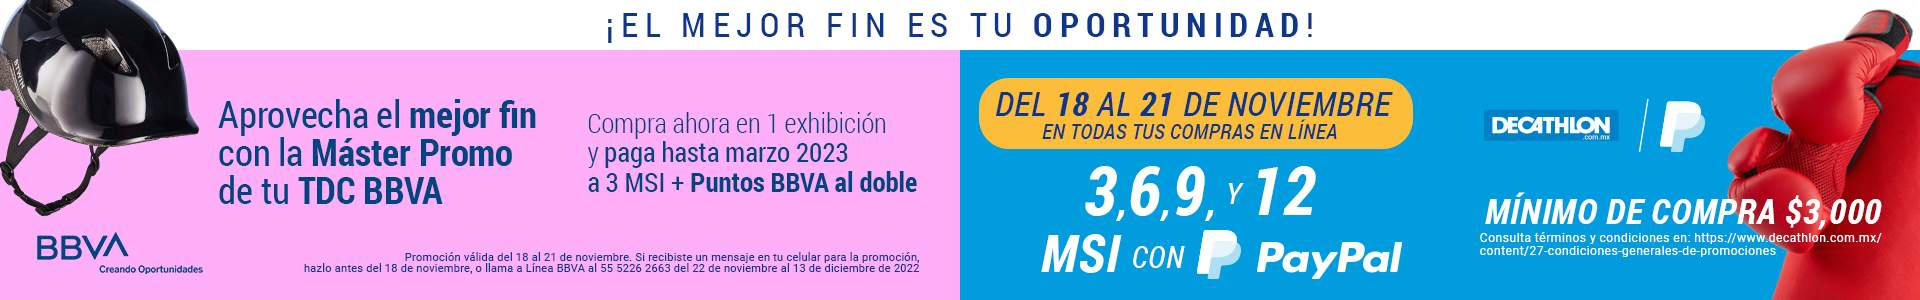 ¡EL MEJOR FIN ES TU OPORTUNIDAD!
BTWIN
Aprovecha el mejor fin
con la Máster Promo
de tu TDC BBVA
Compra ahora en 1 exhibición
y paga hasta marzo 2023
a 3 MSI + Puntos BBVA al doble
BBVA
Creando Oportunidades
Promoción válida del 18 al 21 de noviembre. Si recibiste un mensaje en tu celular para la promoción,
hazlo antes del 18 de noviembre, o llama a Línea BBVA al 55 5226 2663 del 22 de noviembre al 13 de diciembre de 2022
DEL 18 AL 21 DE NOVIEMBRE
EN TODAS TUS COMPRAS EN LÍNEA
3,6,9, Y 12
MSI CON PayPal
DECATHLON
.com.mx
MÍNIMO DE COMPRA $3,000
Consulta términos y condiciones en: https://www.decathlon.com.mx/
content/27-condiciones-generales-de-promociones